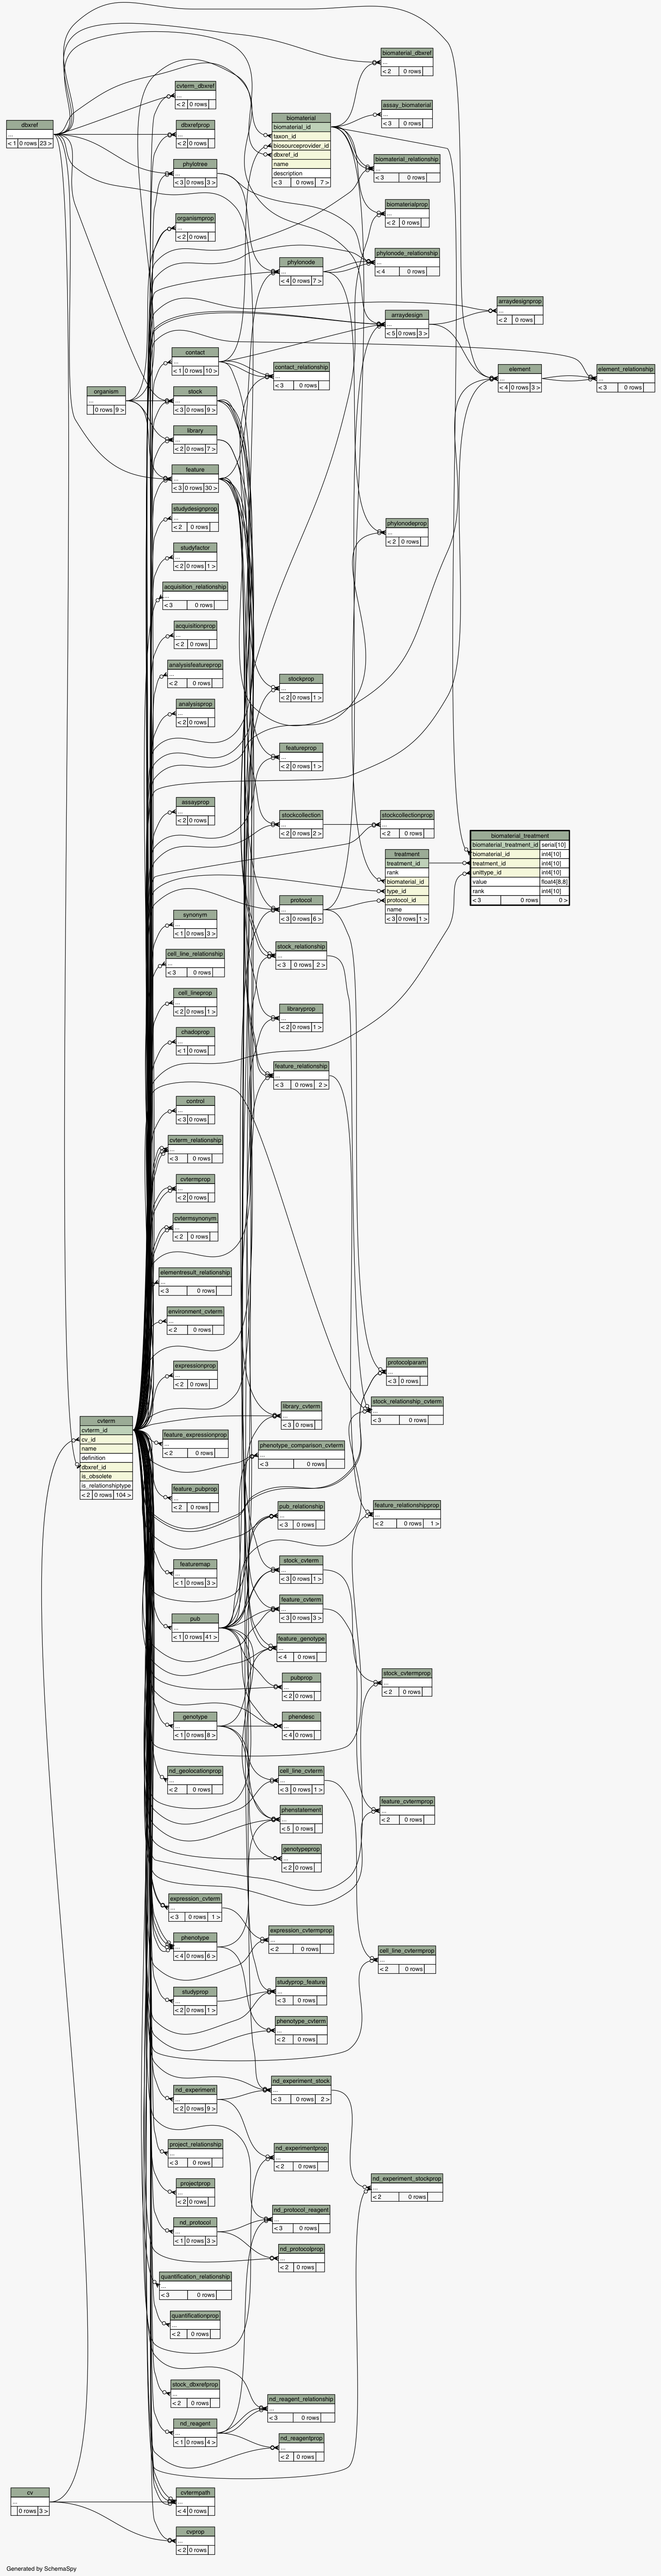 biomaterial_dbxref
...
< 2 0 rows
cvterm_dbxref
...
< 2 0 rows
assay_biomaterial
...
< 3 0 rows
dbxref
...
< 1 0 rows 23 >
dbxrefprop
...
< 2 0 rows
biomaterial
biomaterial_id
taxon_id
biosourceprovider_id
dbxref_id
name
description
< 3 0 rows 7 >
phylotree
...
< 3 0 rows 3 >
biomaterial_relationship
...
< 3 0 rows
biomaterialprop
...
< 2 0 rows
organismprop
...
< 2 0 rows
phylonode_relationship
...
< 4 0 rows
phylonode
...
< 4 0 rows 7 >
arraydesignprop
...
< 2 0 rows
arraydesign
...
< 5 0 rows 3 >
contact
...
< 1 0 rows 10 >
contact_relationship
...
< 3 0 rows
element
...
< 4 0 rows 3 >
element_relationship
...
< 3 0 rows
organism
...
0 rows 9 >
stock
...
< 3 0 rows 9 >
library
...
< 2 0 rows 7 >
feature
...
< 3 0 rows 30 >
studydesignprop
...
< 2 0 rows
phylonodeprop
...
< 2 0 rows
studyfactor
...
< 2 0 rows 1 >
acquisition_relationship
...
< 3 0 rows
acquisitionprop
...
< 2 0 rows
analysisfeatureprop
...
< 2 0 rows
stockprop
...
< 2 0 rows 1 >
analysisprop
...
< 2 0 rows
featureprop
...
< 2 0 rows 1 >
assayprop
...
< 2 0 rows
stockcollection
...
< 2 0 rows 2 >
stockcollectionprop
...
< 2 0 rows
biomaterial_treatment
biomaterial_treatment_id serial[10]
biomaterial_id int4[10]
treatment_id int4[10]
unittype_id int4[10]
value float4[8,8]
rank int4[10]
< 3 0 rows 0 >
treatment
treatment_id
rank
biomaterial_id
type_id
protocol_id
name
< 3 0 rows 1 >
protocol
...
< 3 0 rows 6 >
synonym
...
< 1 0 rows 3 >
stock_relationship
...
< 3 0 rows 2 >
cell_line_relationship
...
< 3 0 rows
cell_lineprop
...
< 2 0 rows 1 >
libraryprop
...
< 2 0 rows 1 >
chadoprop
...
< 1 0 rows
feature_relationship
...
< 3 0 rows 2 >
control
...
< 3 0 rows
cvterm_relationship
...
< 3 0 rows
cvtermprop
...
< 2 0 rows
cvtermsynonym
...
< 2 0 rows
elementresult_relationship
...
< 3 0 rows
environment_cvterm
...
< 2 0 rows
expressionprop
...
< 2 0 rows
protocolparam
...
< 3 0 rows
stock_relationship_cvterm
...
< 3 0 rows
library_cvterm
...
< 3 0 rows
cvterm
cvterm_id
cv_id
name
definition
dbxref_id
is_obsolete
is_relationshiptype
< 2 0 rows 104 >
feature_expressionprop
...
< 2 0 rows
phenotype_comparison_cvterm
...
< 3 0 rows
feature_pubprop
...
< 2 0 rows
pub_relationship
...
< 3 0 rows
feature_relationshipprop
...
< 2 0 rows 1 >
featuremap
...
< 1 0 rows 3 >
stock_cvterm
...
< 3 0 rows 1 >
feature_cvterm
...
< 3 0 rows 3 >
pub
...
< 1 0 rows 41 >
feature_genotype
...
< 4 0 rows
pubprop
...
< 2 0 rows
stock_cvtermprop
...
< 2 0 rows
genotype
...
< 1 0 rows 8 >
phendesc
...
< 4 0 rows
nd_geolocationprop
...
< 2 0 rows
cell_line_cvterm
...
< 3 0 rows 1 >
phenstatement
...
< 5 0 rows
feature_cvtermprop
...
< 2 0 rows
genotypeprop
...
< 2 0 rows
expression_cvterm
...
< 3 0 rows 1 >
phenotype
...
< 4 0 rows 6 >
expression_cvtermprop
...
< 2 0 rows
cell_line_cvtermprop
...
< 2 0 rows
studyprop
...
< 2 0 rows 1 >
studyprop_feature
...
< 3 0 rows
phenotype_cvterm
...
< 2 0 rows
nd_experiment
...
< 2 0 rows 9 >
nd_experiment_stock
...
< 3 0 rows 2 >
project_relationship
...
< 3 0 rows
nd_experimentprop
...
< 2 0 rows
projectprop
...
< 2 0 rows
nd_experiment_stockprop
...
< 2 0 rows
nd_protocol
...
< 1 0 rows 3 >
nd_protocol_reagent
...
< 3 0 rows
nd_protocolprop
...
< 2 0 rows
quantification_relationship
...
< 3 0 rows
quantificationprop
...
< 2 0 rows
stock_dbxrefprop
...
< 2 0 rows
nd_reagent
...
< 1 0 rows 4 >
nd_reagent_relationship
...
< 3 0 rows
nd_reagentprop
...
< 2 0 rows
cv
...
0 rows 3 >
cvtermpath
...
< 4 0 rows
cvprop
...
< 2 0 rows
Generated by SchemaSpy